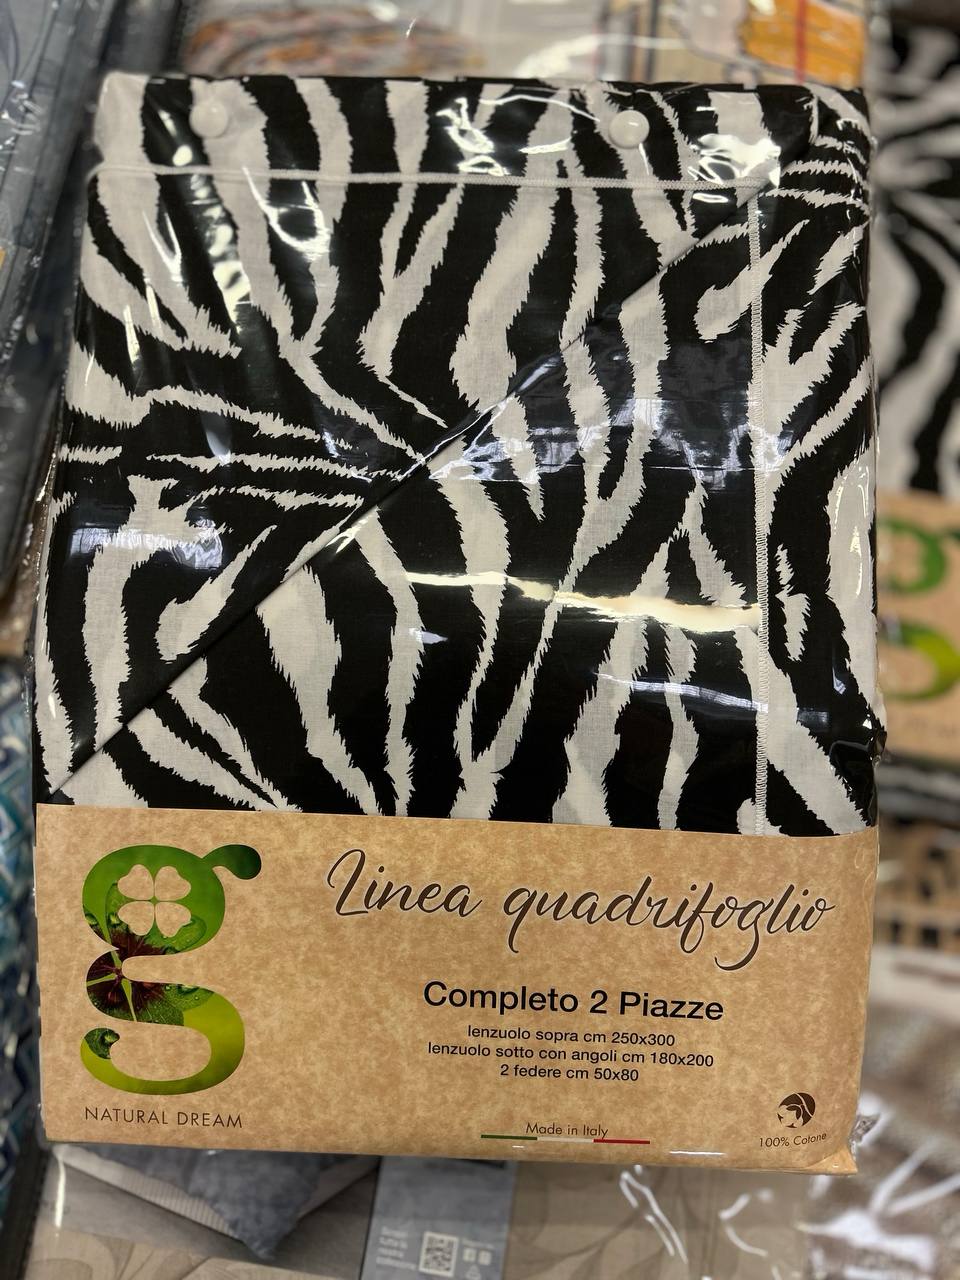 Linea quadrifoglio
Completo 2 Piazze
lenzuolo sopra cm 250x300
lenzuolo sotto con angoli cm 180x200
2 federe cm 50x80
g
NATURAL DREAM
Made in Italy
100% Cotone